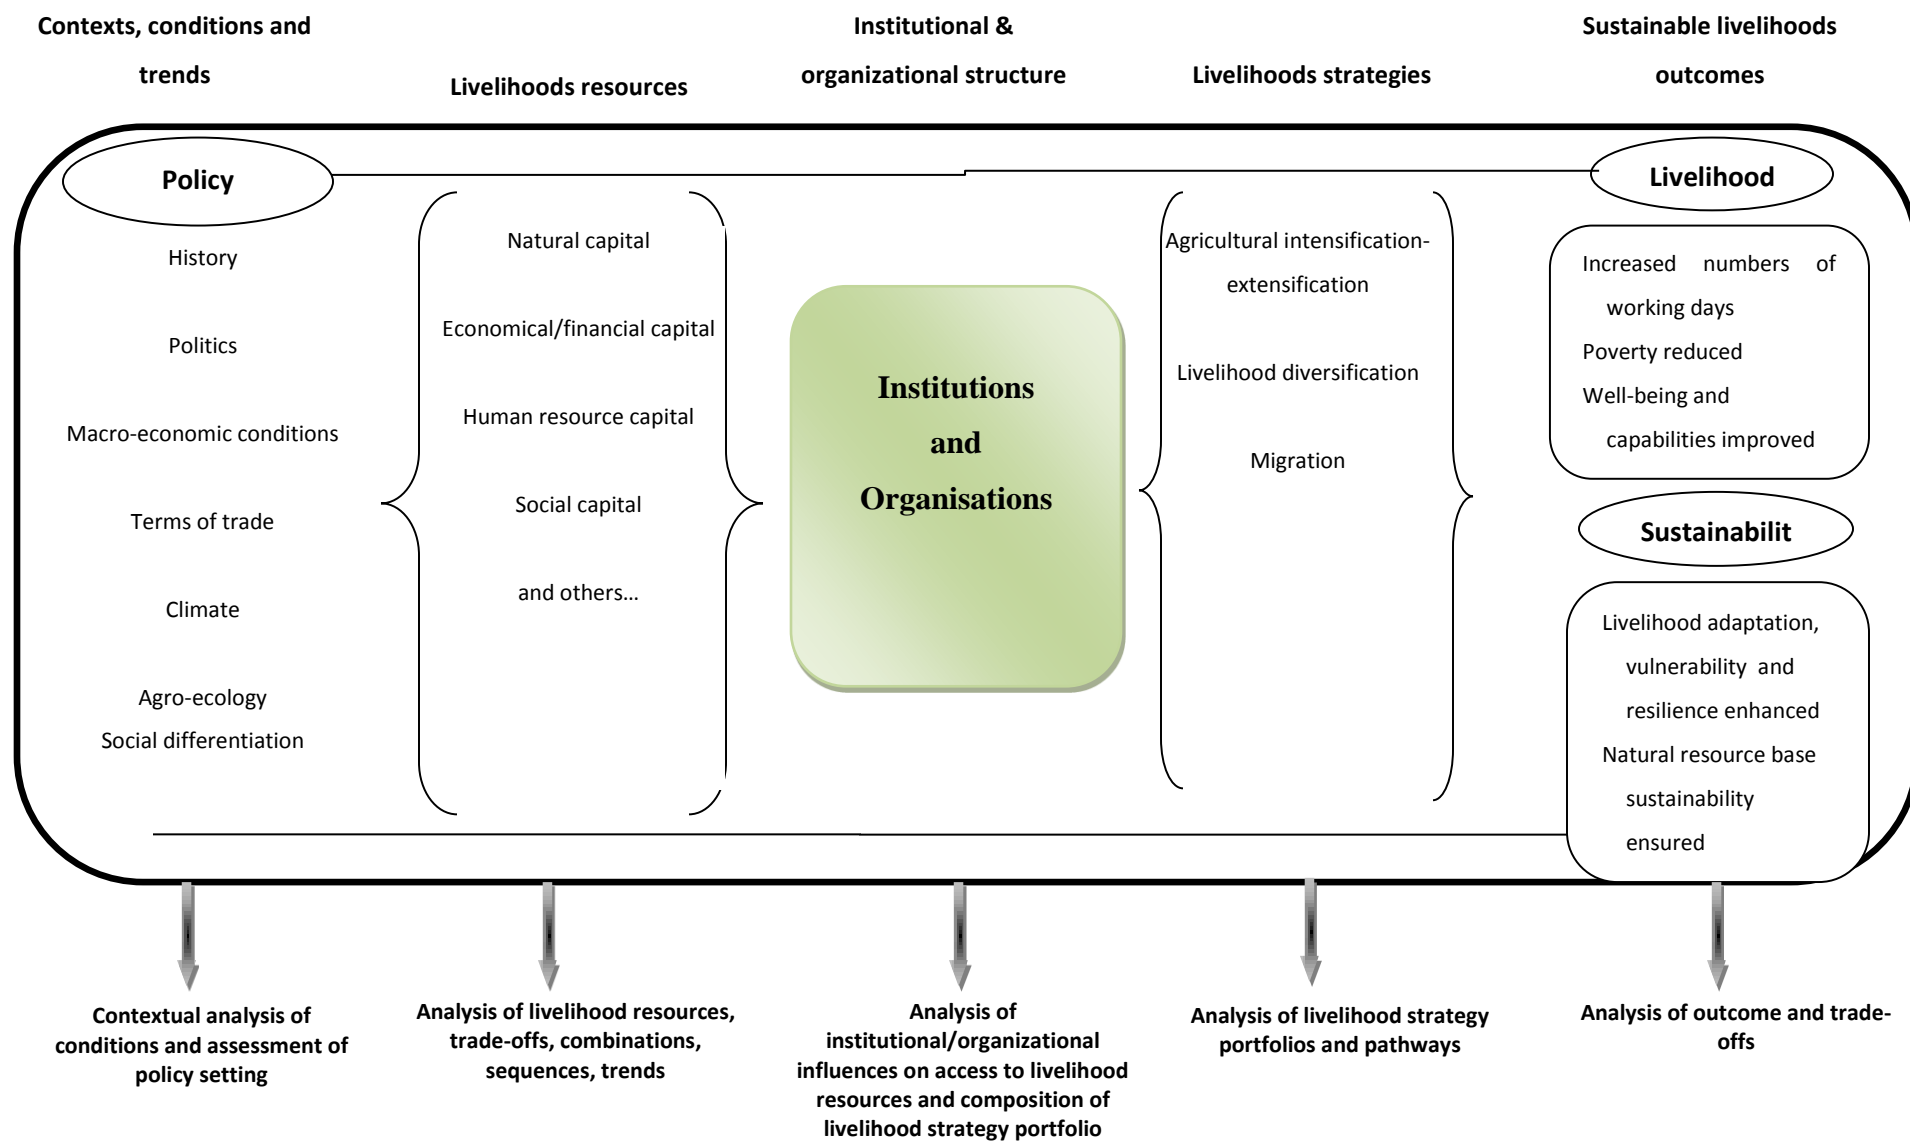 Contexts, conditions and
trends
Livelihoods resources
Institutional &
organizational structure
Livelihoods strategies
Sustainable livelihoods
outcomes
Policy
History
Politics
Macro-economic conditions
Terms of trade
Climate
Agro-ecology
Social differentiation
Natural capital
Economical/financial capital
Human resource capital
Social capital
and others...
Institutions
and
Organisations
Agricultural intensification-
extensification
Livelihood diversification
Migration
Livelihood
Increased numbers of
working days
Poverty reduced
Well-being and
capabilities improved
Sustainabilit
Livelihood adaptation,
vulnerability and
resilience enhanced
Natural resource base
sustainability
ensured
Contextual analysis of
conditions and assessment of
policy setting
Analysis of livelihood resources,
trade-offs, combinations,
sequences, trends
Analysis of
institutional/organizational
influences on access to livelihood
resources and composition of
livelihood strategy portfolio
Analysis of livelihood strategy
portfolios and pathways
Analysis of outcome and trade-
offs